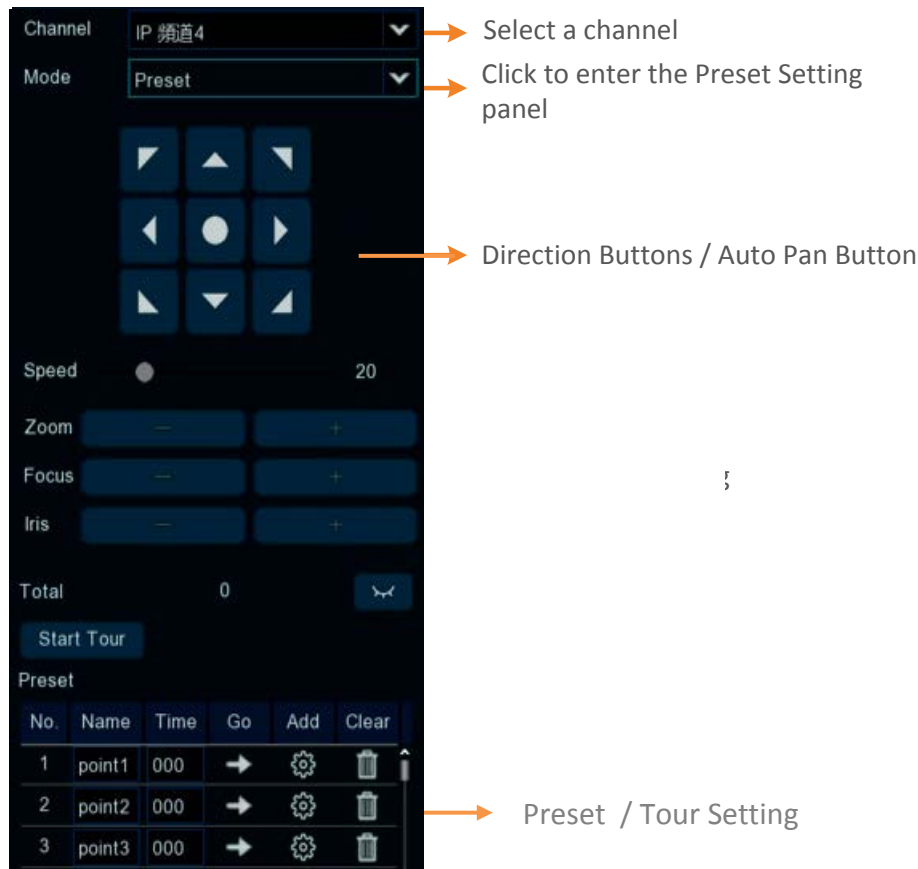 Channel IP 頻道4 Select a channel
Mode Preset Click to enter the Preset Setting
panel
Direction Buttons / Auto Pan Button
Speed 20
Zoom − +
Focus − +
Iris − +
Total 0
Start Tour
Preset
No. Name Time Go Add Clear
1 point1 000
2 point2 000
Preset / Tour Setting
3 point3 000